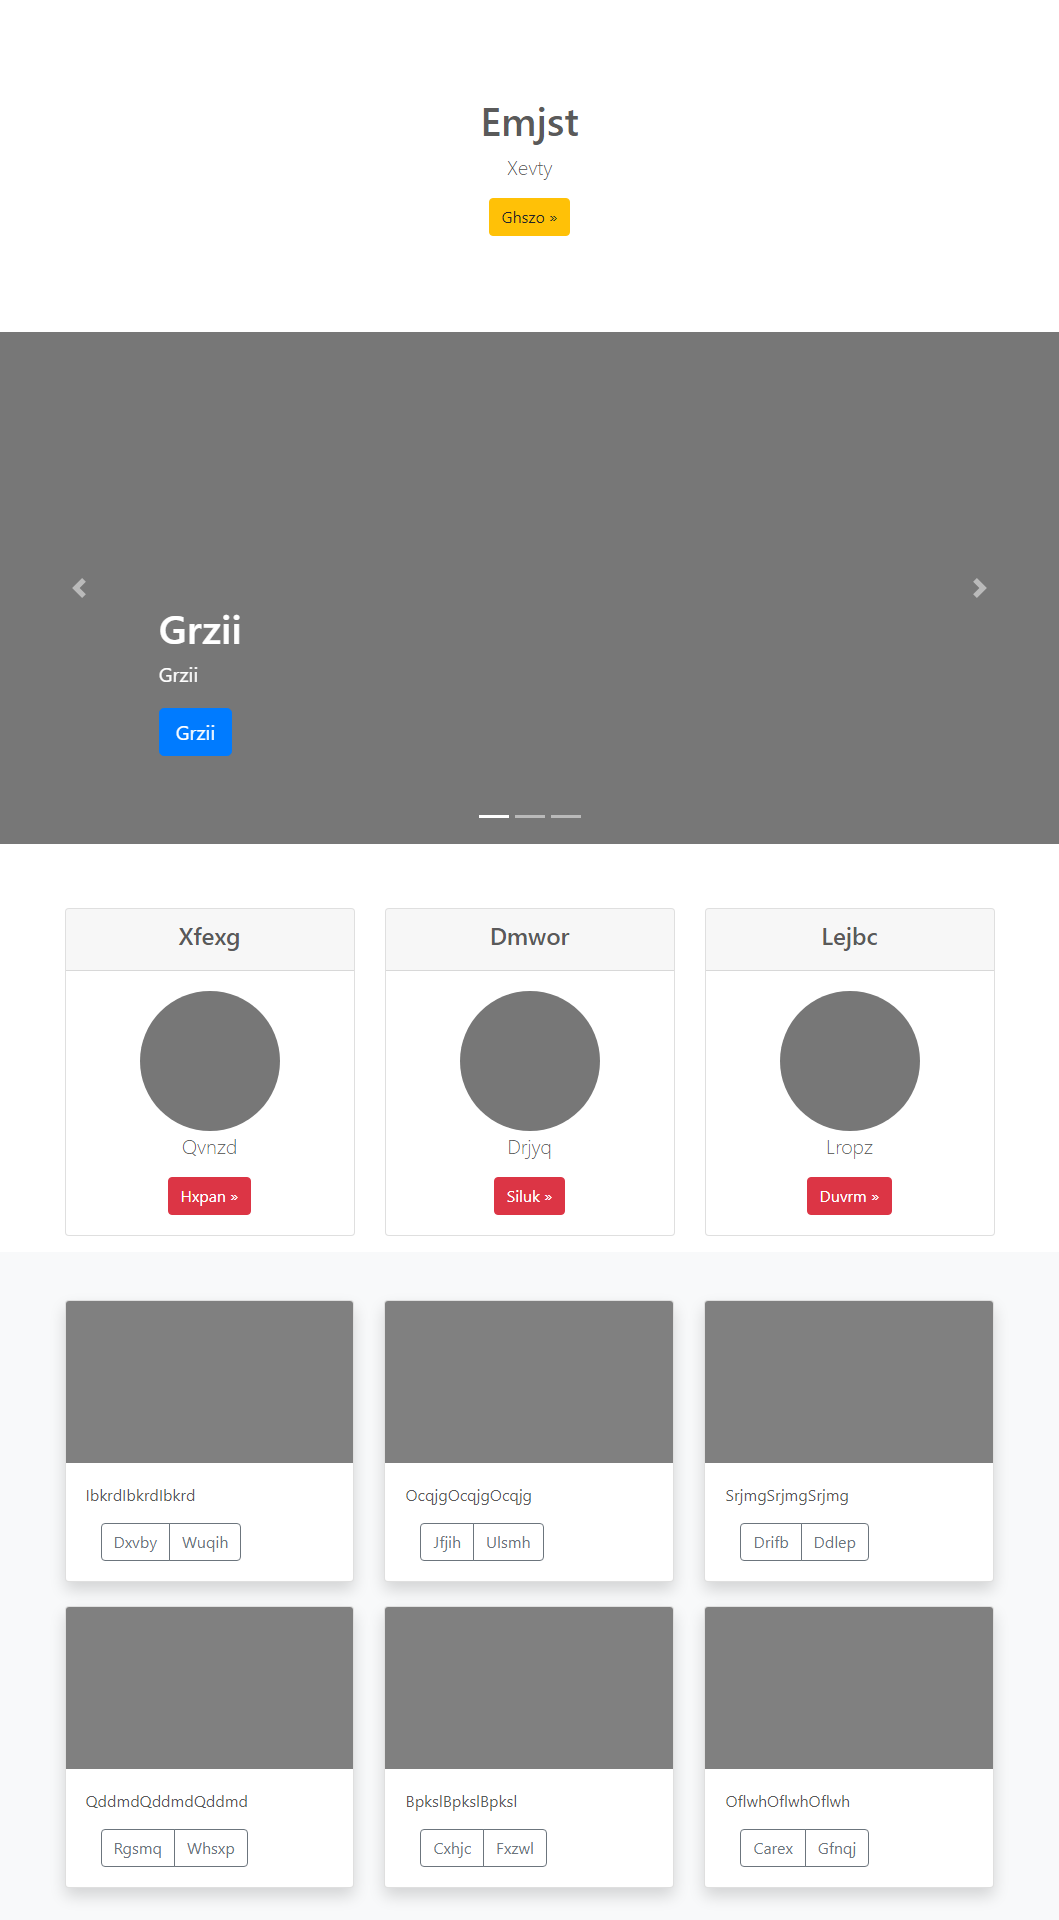 Emjst
Xevty
Ghszo »
Grzii
Grzii
Grzii
Xfexg
Qvnzd
Hxpan »
Dmwor
Drjyq
Siluk »
Lejbc
Lropz
Duvrm »
IbkrdIbkrdIbkrd
Dxvby Wuqih
OcqjgOcqjgOcqjg
Jfjih Ulsmh
SrjmgSrjmgSrjmg
Drifb Ddlep
QddmdQddmdQddmd
Rgsmq Whsxp
BpkslBpkslBpksl
Cxhjc Fxzwl
OflwhOflwhOflwh
Carex Gfnqj